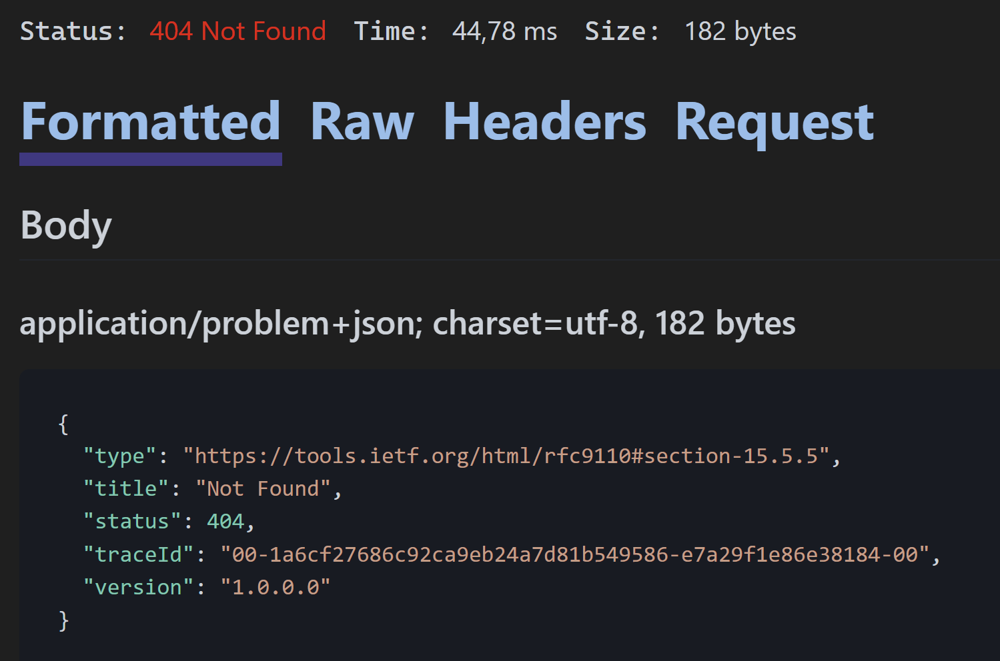 Status: 404 Not Found Time: 44,78 ms Size: 182 bytes
Formatted Raw Headers Request
Body
application/problem+json; charset=utf-8, 182 bytes
{
"type": "https://tools.ietf.org/html/rfc9110#section-15.5.5",
"title": "Not Found",
"status": 404,
"traceId": "00-1a6cf27686c92ca9eb24a7d81b549586-e7a29f1e86e38184-00",
"version": "1.0.0.0"
}